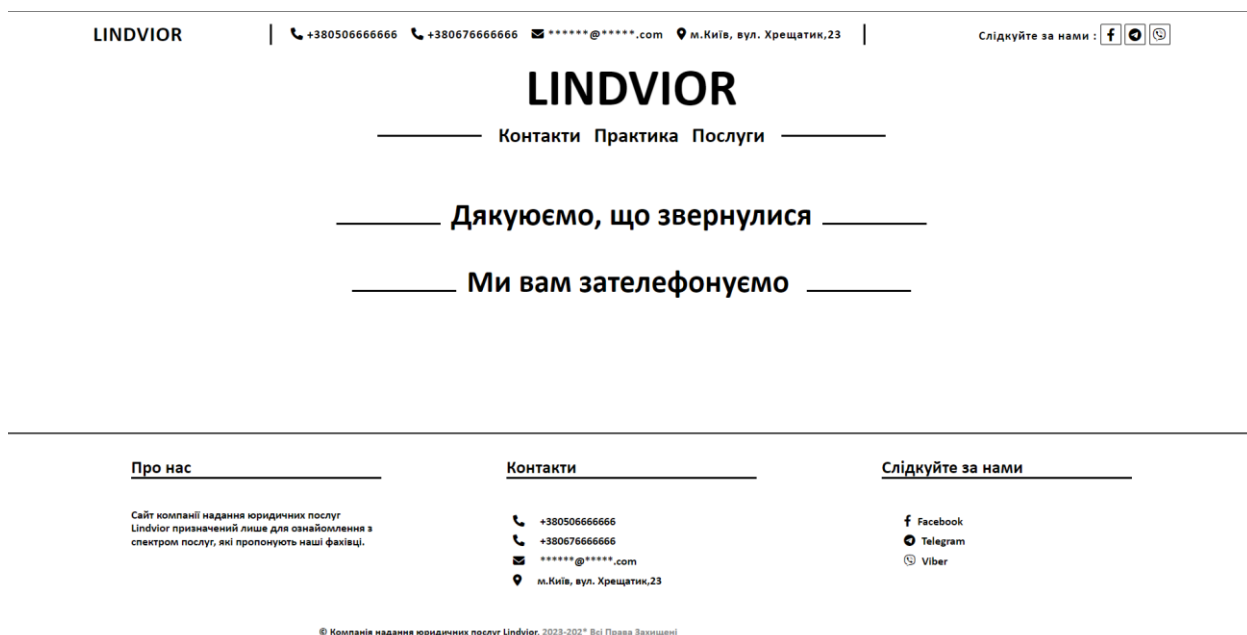 LINDVIOR
+380506666666 +380676666666 ******@*****.com м.Київ, вул. Хрещатик,23
Слідкуйте за нами :
LINDVIOR
Контакти Практика Послуги
Дякуюємо, що звернулися
Ми вам зателефонуємо
Про нас
Сайт компанії надання юридичних послуг
Lindvior призначений лише для ознайомлення з
спектром послуг, які пропонують наші фахівці.
Контакти
+380506666666
+380676666666
******@*****.com
м.Київ, вул. Хрещатик,23
Слідкуйте за нами
Facebook
Telegram
Viber
© Компанія надання юридичних послуг Lindvior. 2023-202* Всі Права Захищені